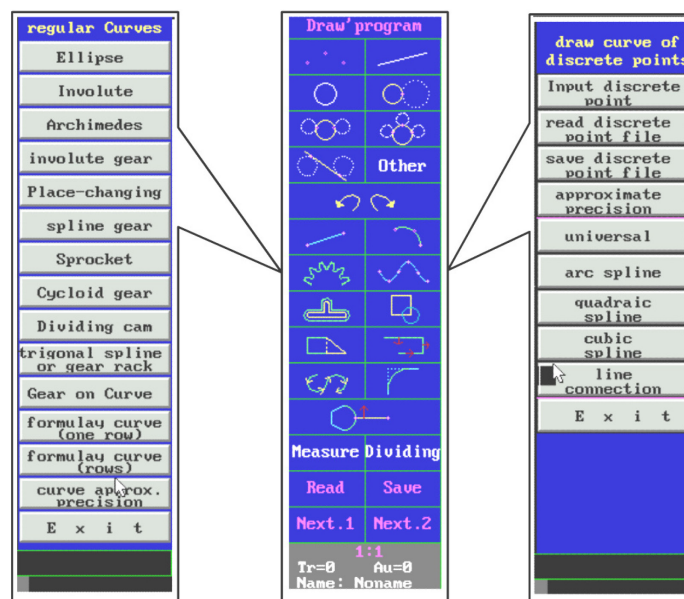 regular Curves
Ellipse
Involute
Archimedes
involute gear
Place-changing
spline gear
Sprocket
Cycloid gear
Dividing cam
trigonal spline
or gear rack
Gear on Curve
formulay curve
(one row)
formulay curve
(rows)
curve approx.
precision
E x i t
Draw'program
Other
Measure Dividing
Read Save
Next.1 Next.2
1:1
Tr=0 Au=0
Name: Noname
draw curve of
discrete points
Input discrete
point
read discrete
point file
save discrete
point file
approximate
precision
universal
arc spline
quadraic
spline
cubic
spline
line
connection
E x i t